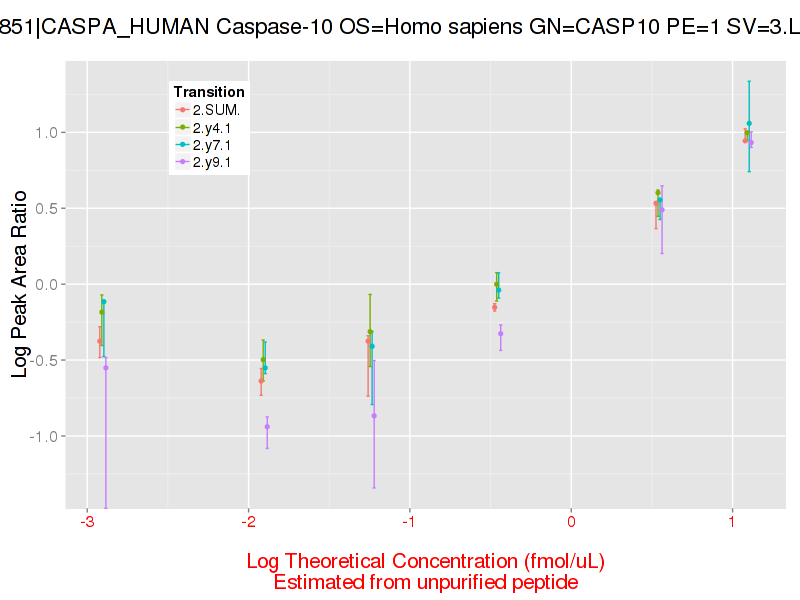 851|CASPA_HUMAN Caspase-10 OS=Homo sapiens GN=CASP10 PE=1 SV=3.L
Transition
2.SUM.
2.y4.1
2.y7.1
2.y9.1
1.0
0.5
0.0
-0.5
-1.0
Log Peak Area Ratio
-3 -2 -1 0 1
Log Theoretical Concentration (fmol/uL)
Estimated from unpurified peptide